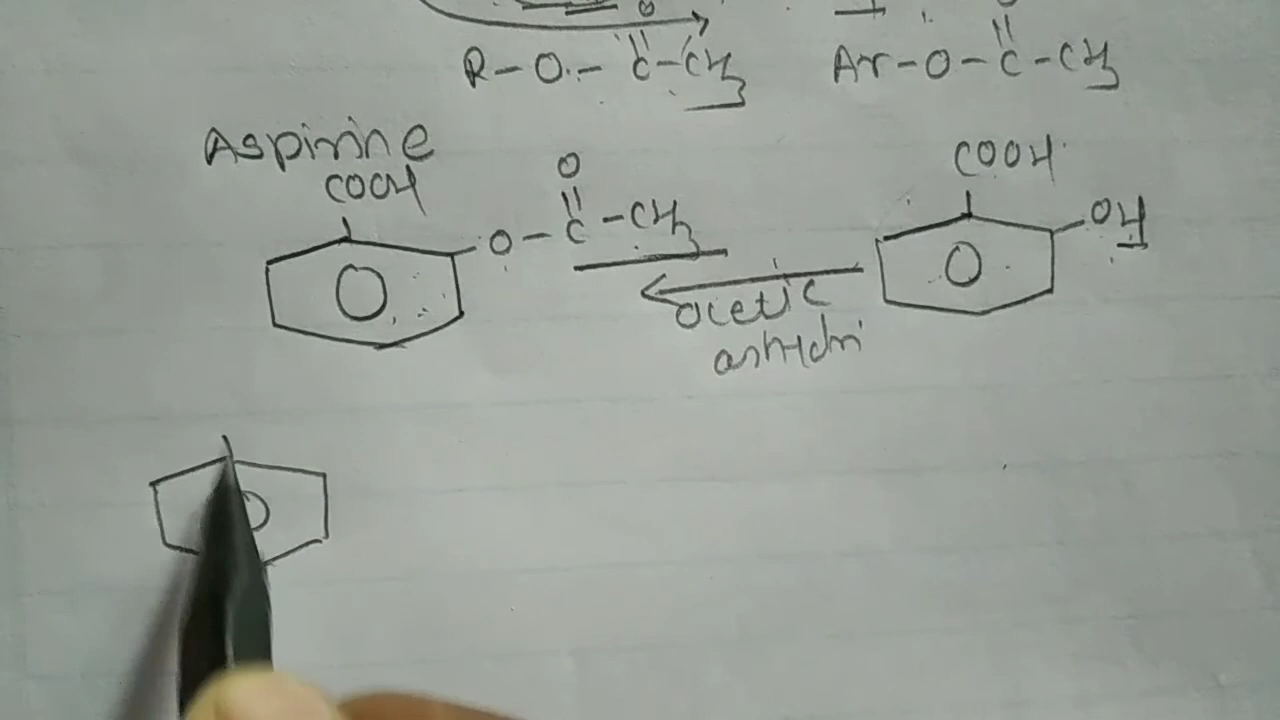 R-O-C-CH3 Ar-O-C-CH3
Aspirine
COOH
O
O-C-CH3
COOH
OH
acetic
anhydri